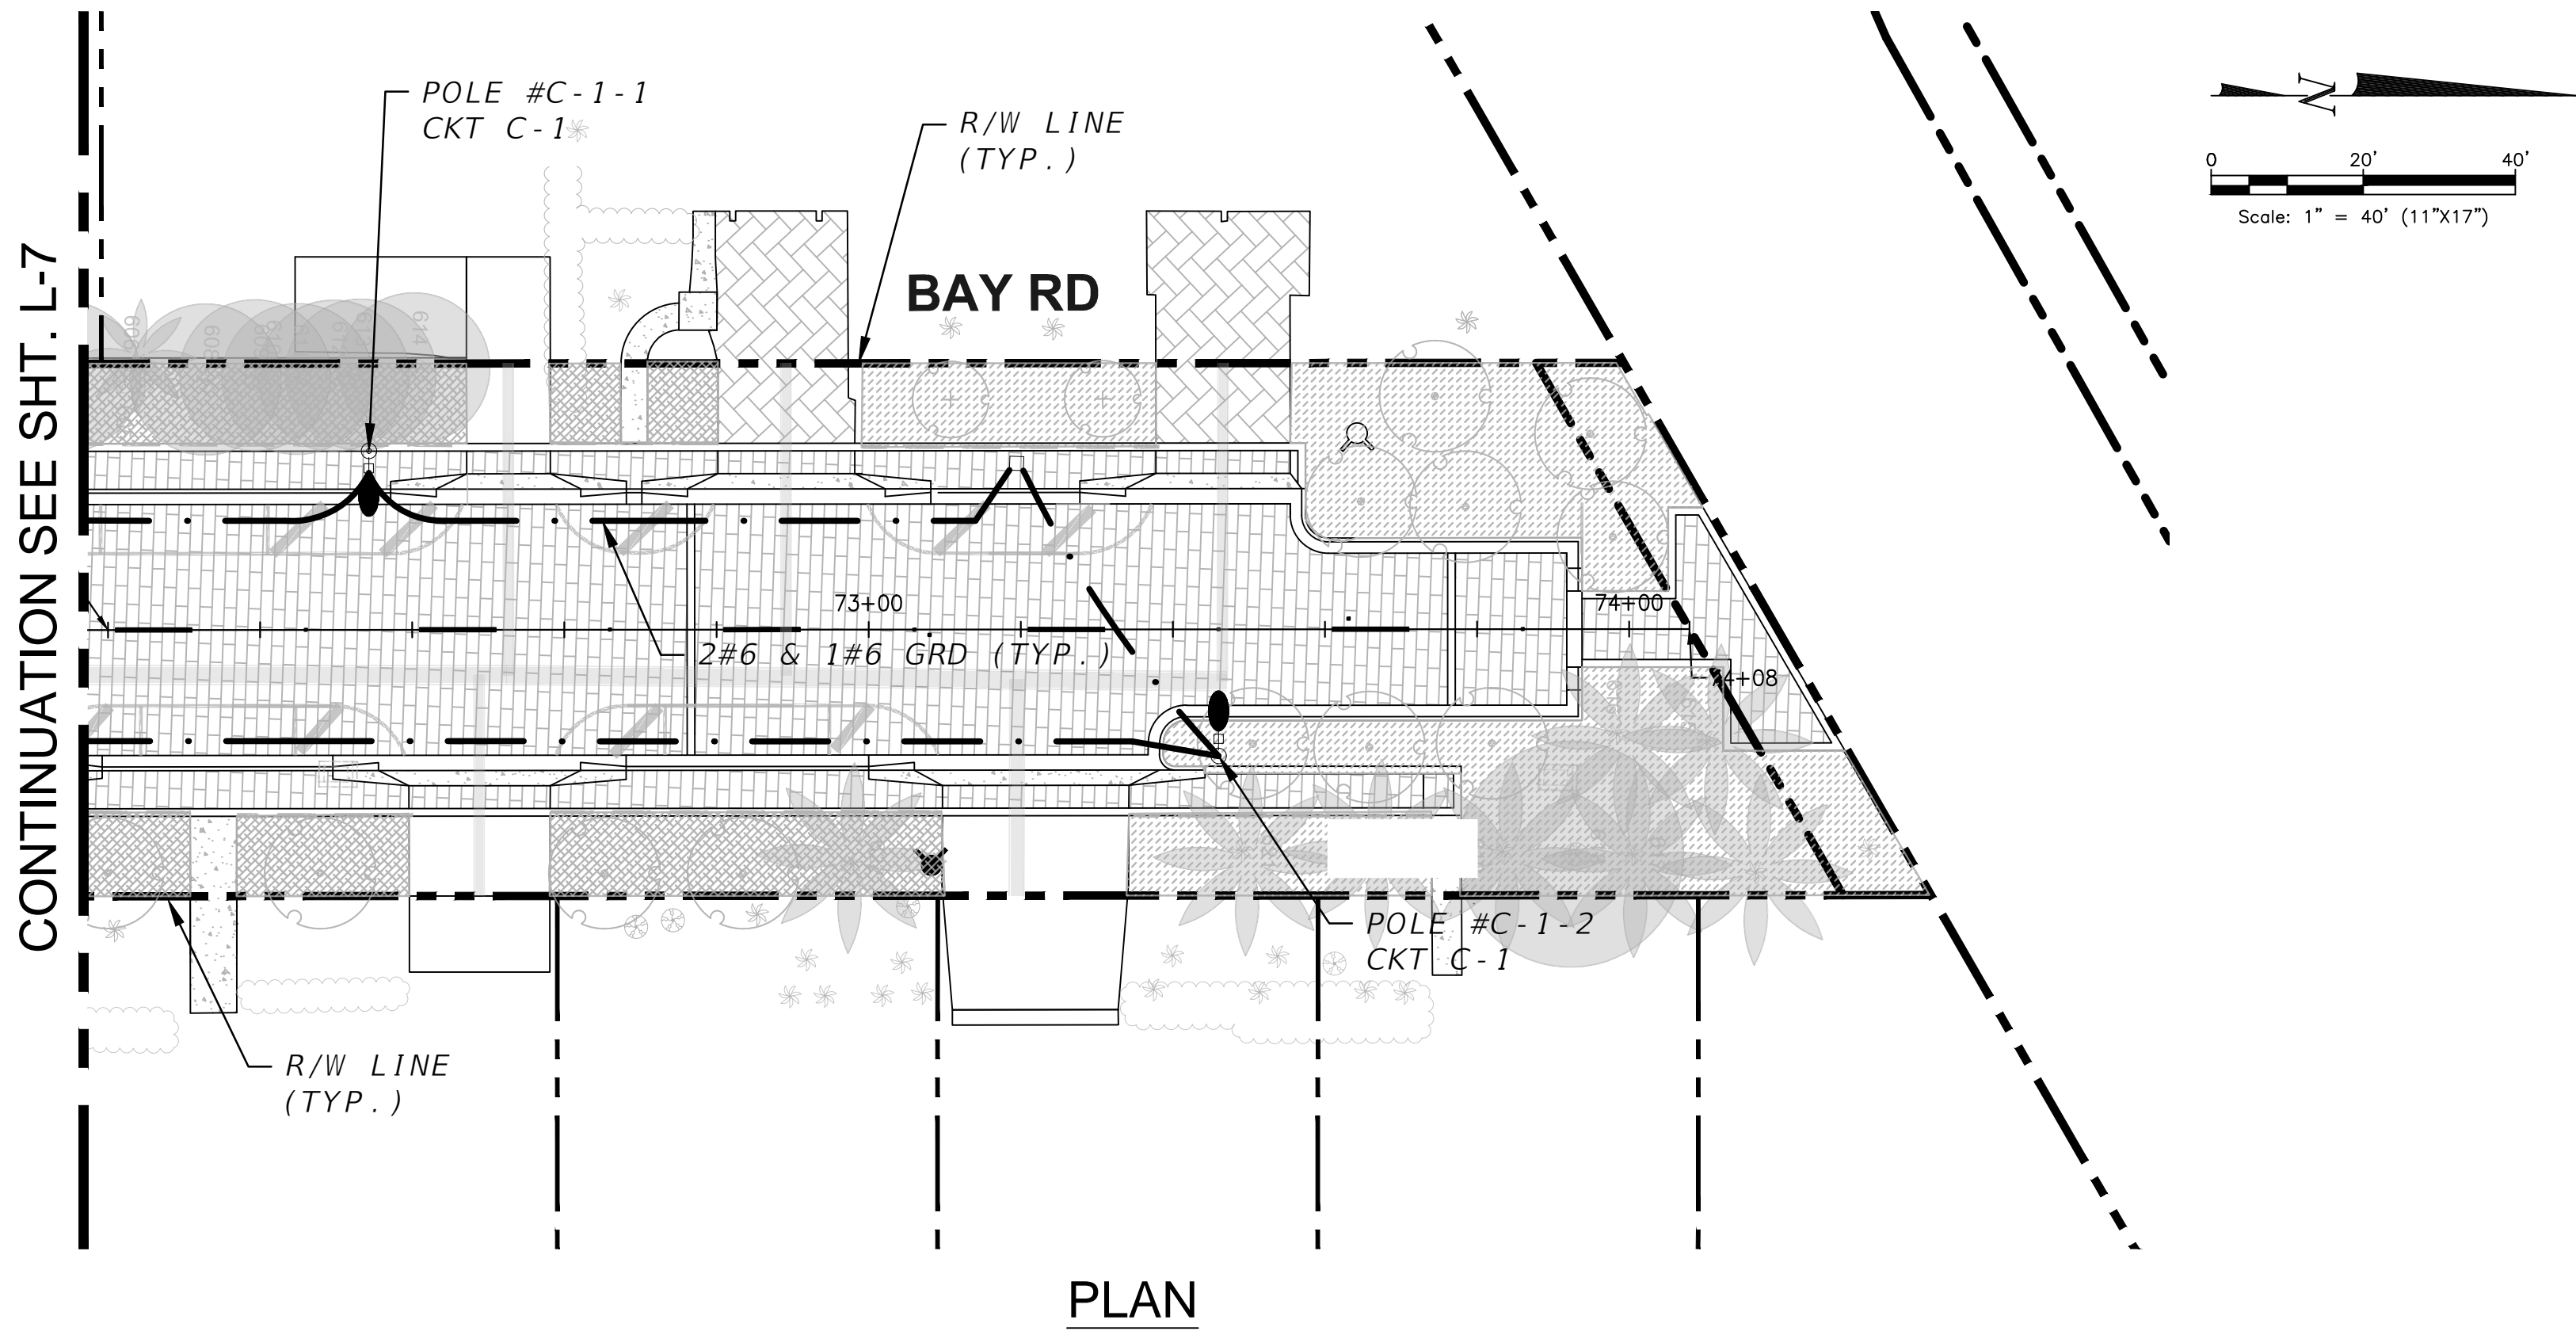 POLE #C-1-1
CKT C-1
R/W LINE
(TYP.)
N
0 20' 40'
Scale: 1" = 40' (11"X17")
CONTINUATION SEE SHT. L-7
BAY RD
614
73+00
74+00
2#6 & 1#6 GRD (TYP.)
74+08
POLE #C-1-2
CKT C-1
R/W LINE
(TYP.)
PLAN